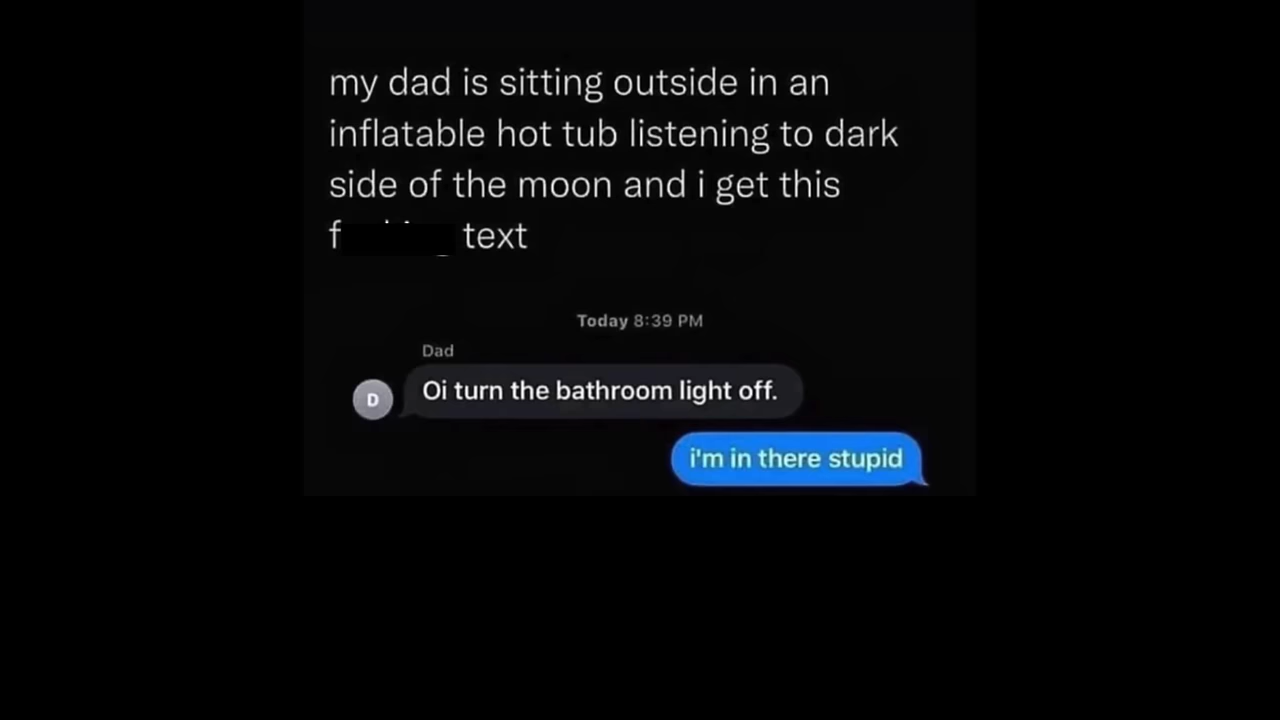 my dad is sitting outside in an
inflatable hot tub listening to dark
side of the moon and i get this
f text
Today 8:39 PM
Dad
D
Oi turn the bathroom light off.
i'm in there stupid